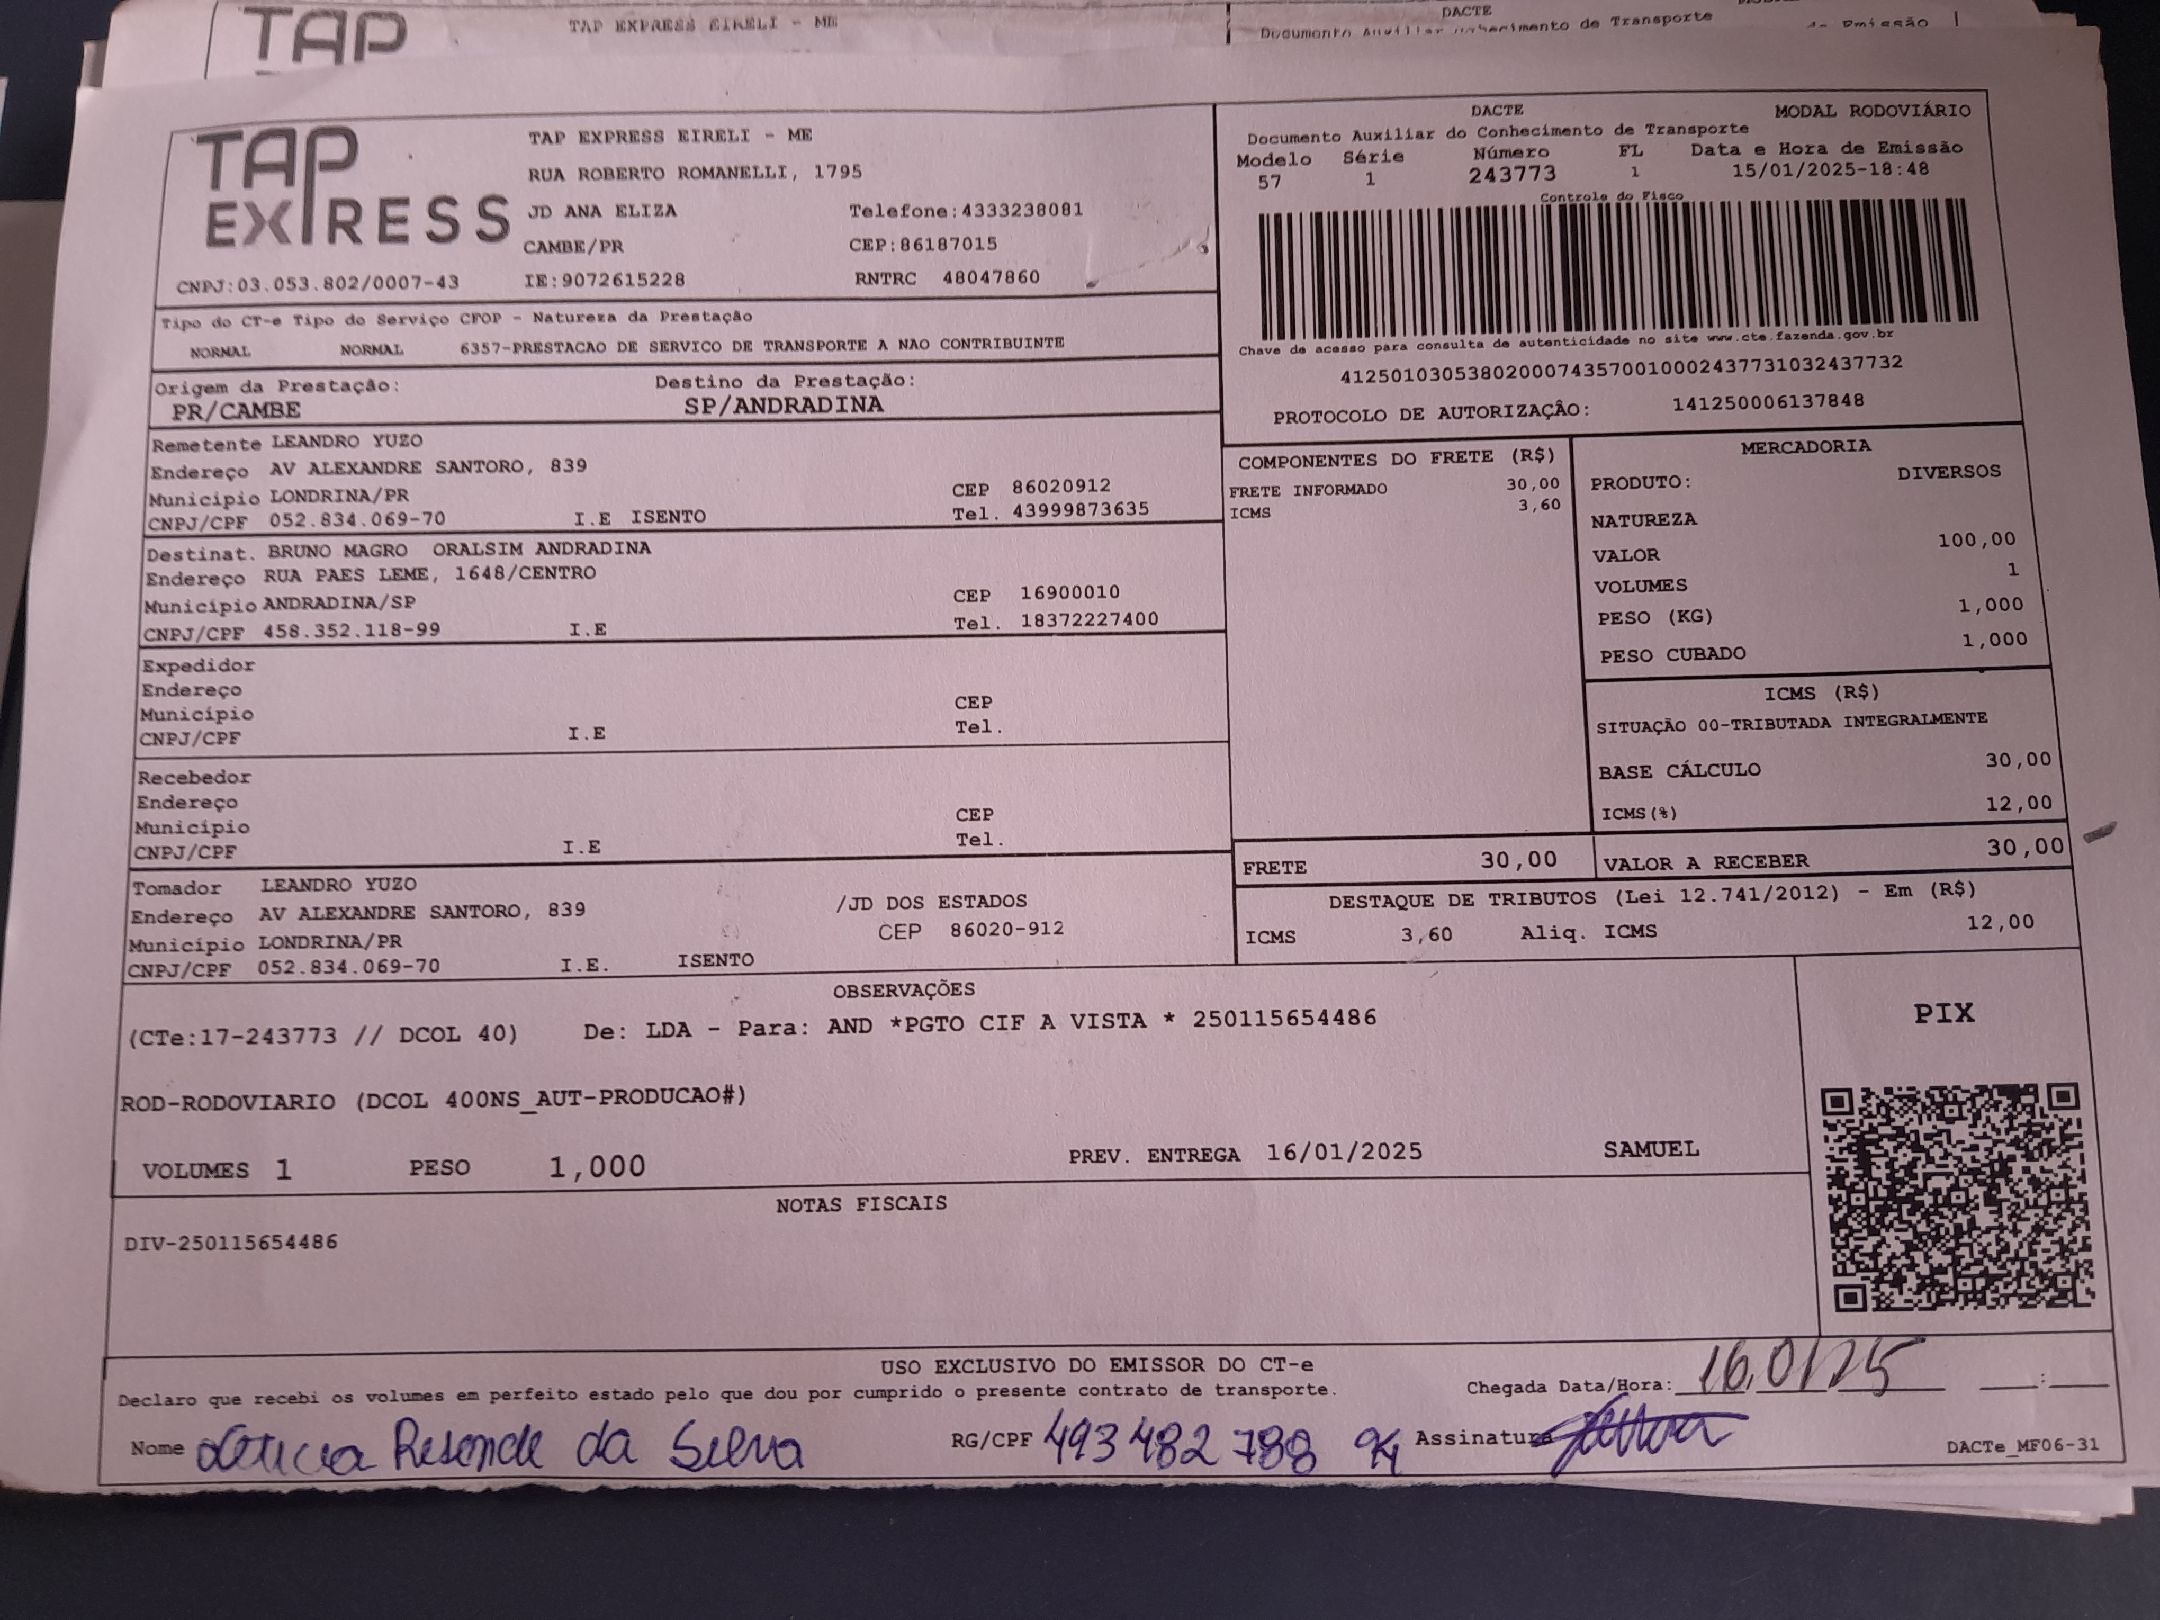 TAP
TAP EXPRESS EIRELI - ME
DACTE
Documento Auxiliar Conhecimento de Transporte
de Emissão
TAP EXPRESS
TAP EXPRESS EIRELI - ME
RUA ROBERTO ROMANELLI, 1795
JD ANA ELIZA Telefone:4333238081
CAMBE/PR CEP:86187015
CNPJ:03.053.802/0007-43 IE:9072615228 RNTRC 48047860
DACTE MODAL RODOVIÁRIO
Documento Auxiliar do Conhecimento de Transporte
Modelo Série Número FL Data e Hora de Emissão
57 1 243773 1 15/01/2025-18:48
Controle do Fisco
Chave de acesso para consulta de autenticidade no site www.cte.fazenda.gov.br
41250103053802000743570010002437731032437732
PROTOCOLO DE AUTORIZAÇÂO: 141250006137848
Tipo do CT-e Tipo do Serviço CFOP - Natureza da Prestação
NORMAL NORMAL 6357-PRESTACAO DE SERVICO DE TRANSPORTE A NAO CONTRIBUINTE
Origem da Prestação: Destino da Prestação:
PR/CAMBE SP/ANDRADINA
Remetente LEANDRO YUZO
Endereço AV ALEXANDRE SANTORO, 839
Município LONDRINA/PR CEP 86020912
CNPJ/CPF 052.834.069-70 I.E ISENTO Tel. 43999873635
Destinat. BRUNO MAGRO ORALSIM ANDRADINA
Endereço RUA PAES LEME, 1648/CENTRO
Município ANDRADINA/SP CEP 16900010
CNPJ/CPF 458.352.118-99 I.E Tel. 18372227400
Expedidor
Endereço
Município CEP
CNPJ/CPF I.E Tel.
Recebedor
Endereço
Município CEP
CNPJ/CPF I.E Tel.
Tomador LEANDRO YUZO
Endereço AV ALEXANDRE SANTORO, 839 /JD DOS ESTADOS
Município LONDRINA/PR CEP 86020-912
CNPJ/CPF 052.834.069-70 I.E. ISENTO
COMPONENTES DO FRETE (R$)
FRETE INFORMADO 30,00
ICMS 3,60
MERCADORIA
PRODUTO: DIVERSOS
NATUREZA
VALOR 100,00
VOLUMES 1
PESO (KG) 1,000
PESO CUBADO 1,000
ICMS (R$)
SITUAÇÃO 00-TRIBUTADA INTEGRALMENTE
BASE CÁLCULO 30,00
ICMS(%) 12,00
FRETE 30,00 VALOR A RECEBER 30,00
DESTAQUE DE TRIBUTOS (Lei 12.741/2012) - Em (R$)
ICMS 3,60 Aliq. ICMS 12,00
OBSERVAÇÕES
(CTe:17-243773 // DCOL 40) De: LDA - Para: AND *PGTO CIF A VISTA * 250115654486
ROD-RODOVIARIO (DCOL 400NS_AUT-PRODUCAO#)
VOLUMES 1 PESO 1,000 PREV. ENTREGA 16/01/2025 SAMUEL
PIX
NOTAS FISCAIS
DIV-250115654486
USO EXCLUSIVO DO EMISSOR DO CT-e
Declaro que recebi os volumes em perfeito estado pelo que dou por cumprido o presente contrato de transporte. Chegada Data/Hora: 16.01.25 :
Nome Leticia Resende da Silva RG/CPF 493 482 788 94 Assinatura
DACTe_MF06-31